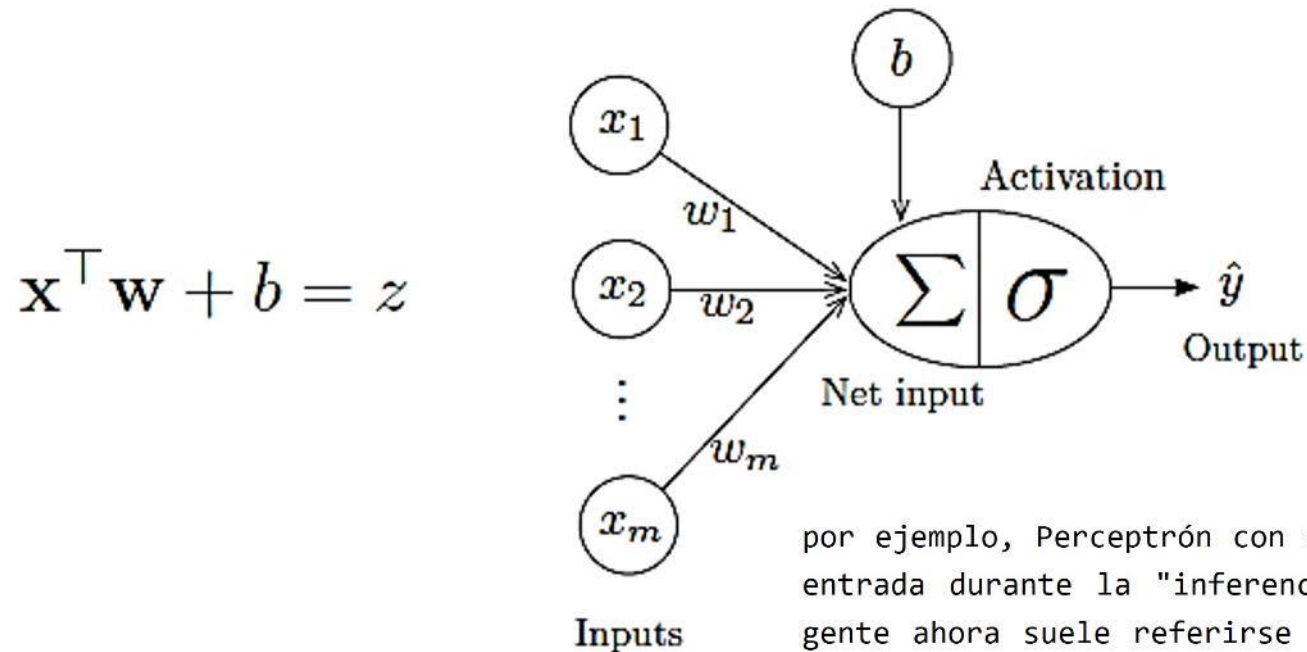 x⊤w + b = z
b
x₁
Activation
w₁
x₂
w₂
∑ σ
ŷ
Output
Net input
⋮
wₘ
xₘ
Inputs
por ejemplo, Perceptrón con
entrada durante la "inferenc
gente ahora suele referirse